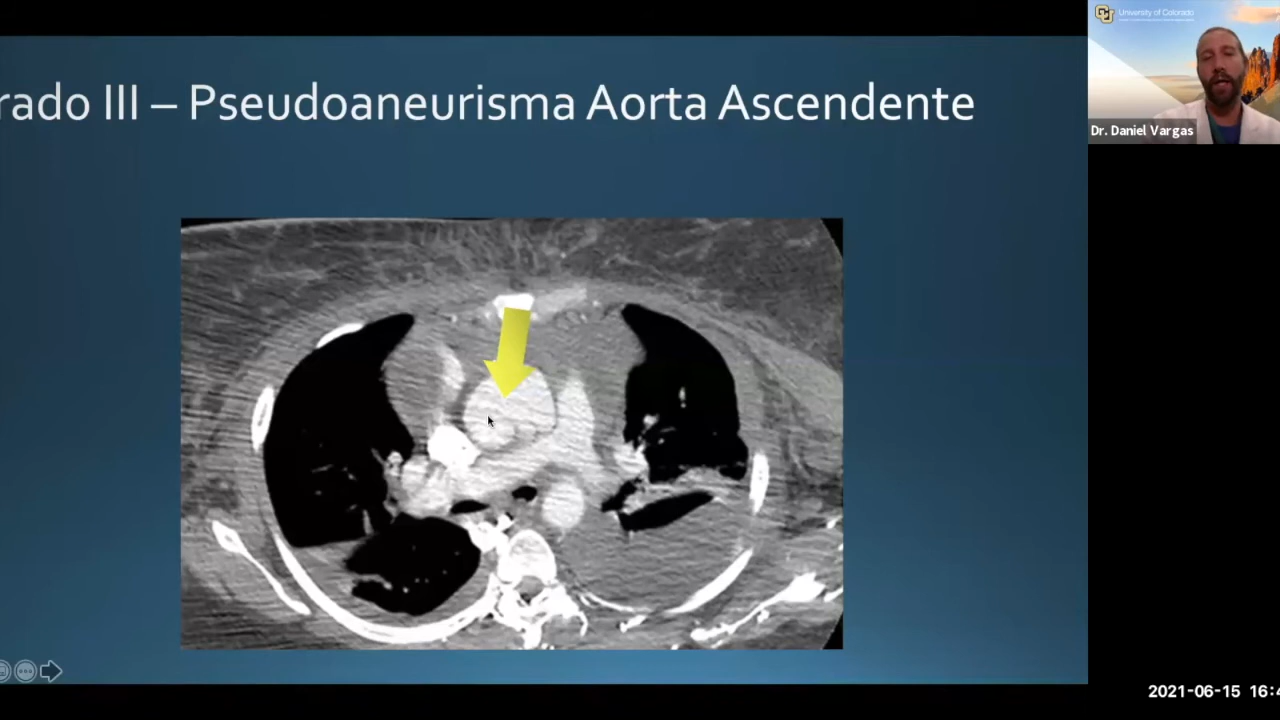 rado III – Pseudoaneurisma Aorta Ascendente
University of Colorado
Dr. Daniel Vargas
2021-06-15 16:4